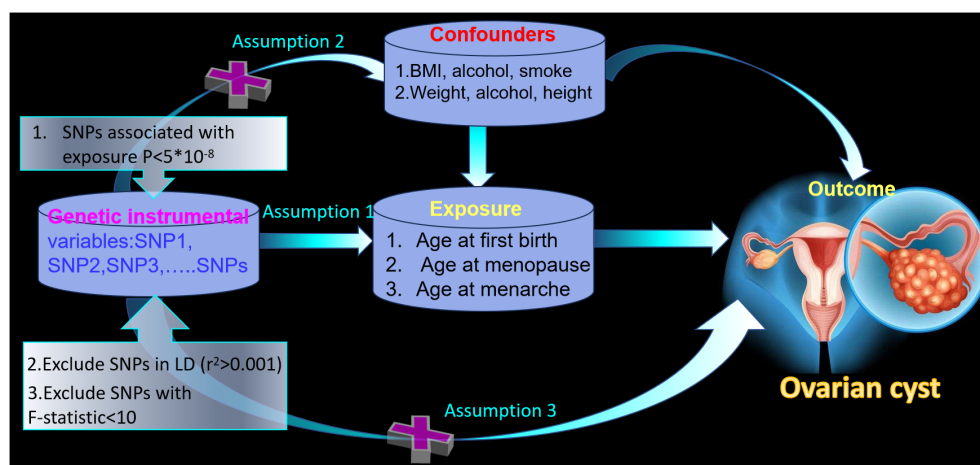 Assumption 2
Confounders
1.BMI, alcohol, smoke
2.Weight, alcohol, height
1. SNPs associated with
exposure P<5*10⁻⁸
Genetic instrumental
variables:SNP1,
SNP2,SNP3,.....SNPs
Assumption 1
Exposure
1. Age at first birth
2. Age at menopause
3. Age at menarche
Outcome
2.Exclude SNPs in LD (r²>0.001)
3.Exclude SNPs with
F-statistic<10
Assumption 3
Ovarian cyst